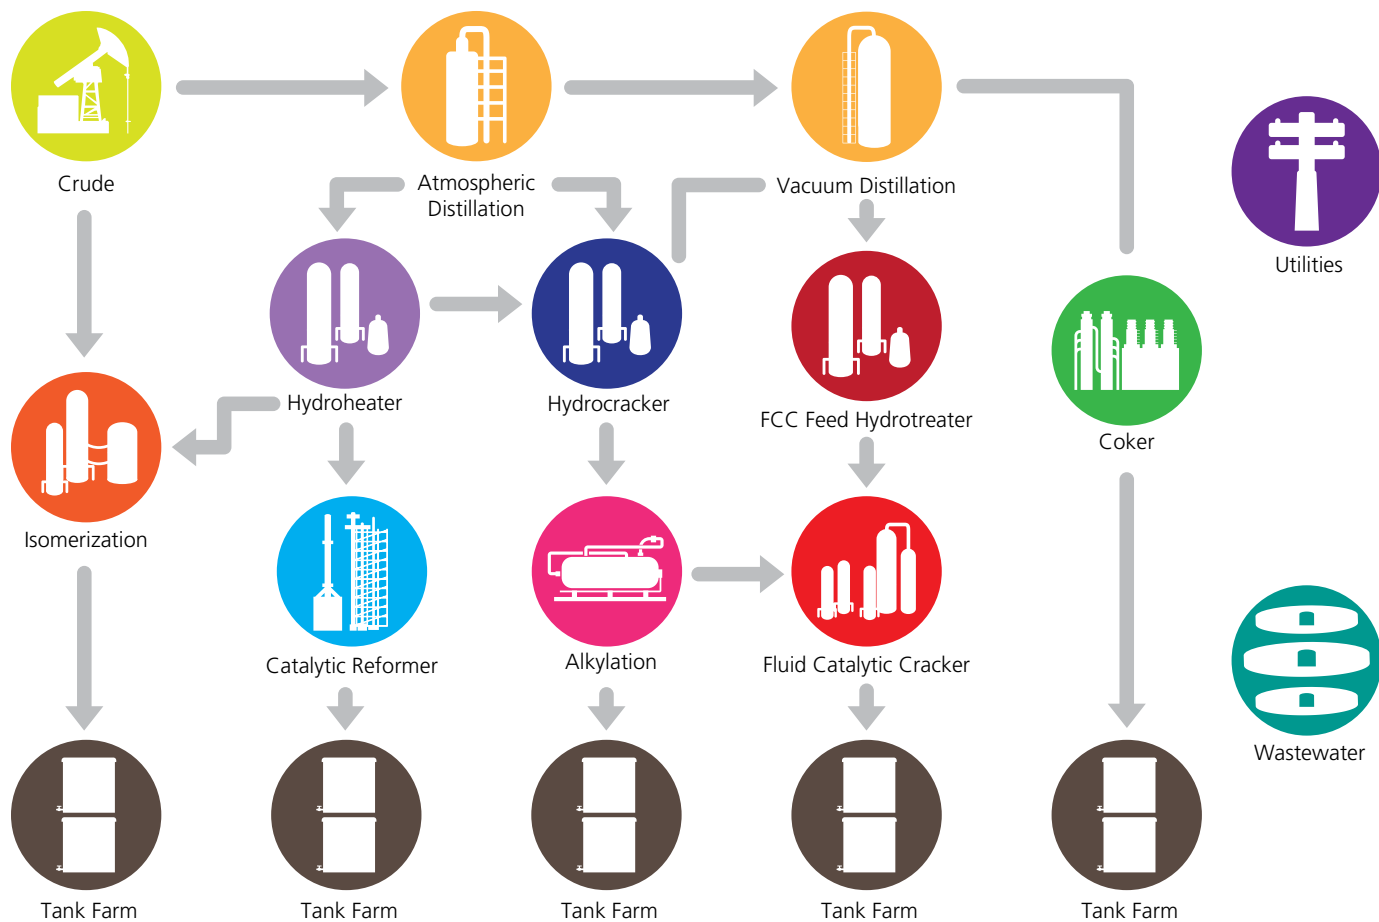 Crude
Atmospheric
Distillation
Vacuum Distillation
Utilities
Hydroheater
Hydrocracker
FCC Feed Hydrotreater
Coker
Isomerization
Catalytic Reformer
Alkylation
Fluid Catalytic Cracker
Wastewater
Tank Farm
Tank Farm
Tank Farm
Tank Farm
Tank Farm